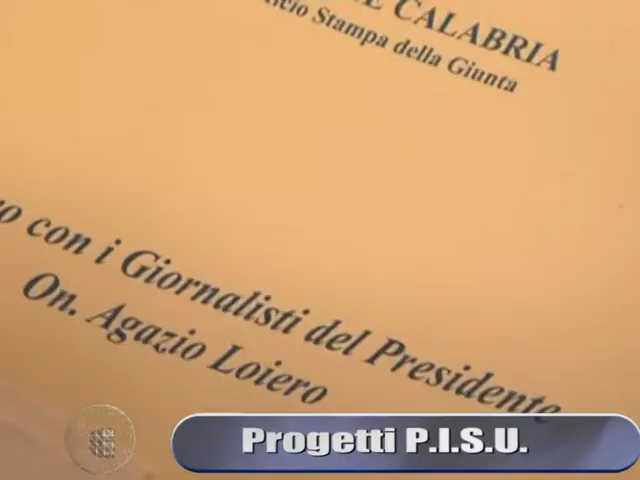 CALABRIA
Stampa della Giunta
con i Giornalisti del Presidente
On. Agazio Loiero
Progetti P.I.S.U.